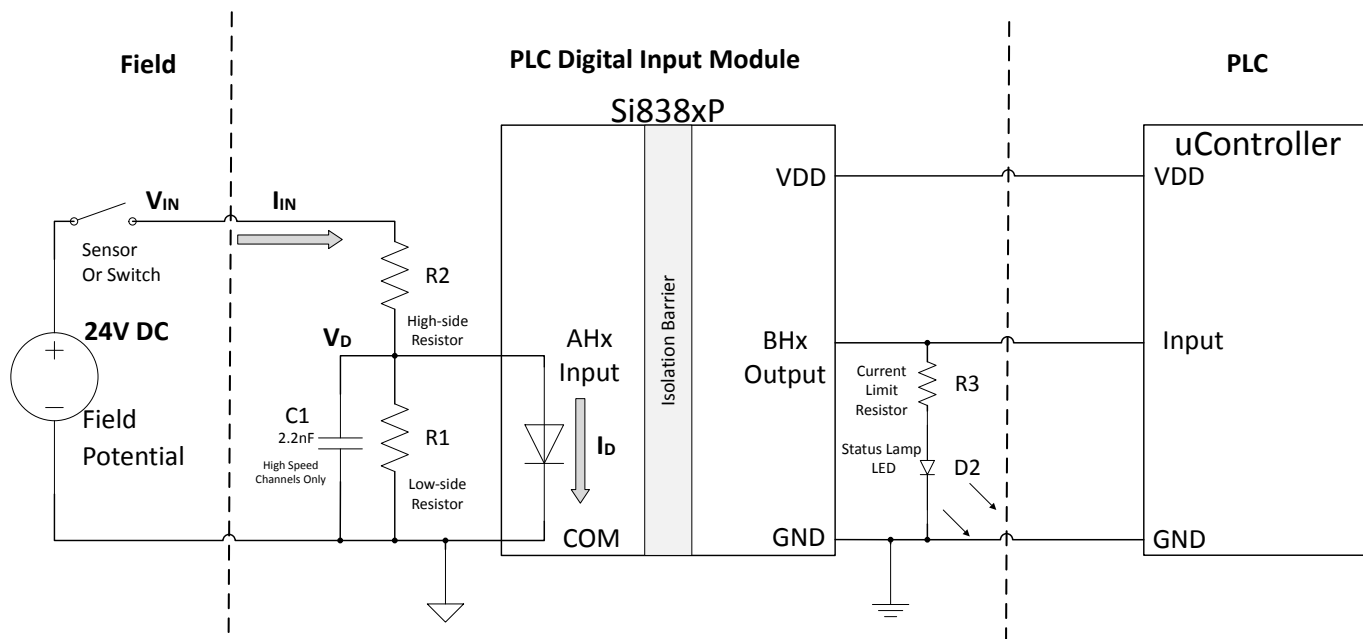 Field
PLC Digital Input Module
PLC
Si838xP
uController
VDD
VDD
VIN
IIN
Sensor
Or Switch
R2
High-side
Resistor
24V DC
Field
Potential
VD
AHx
Input
Isolation Barrier
BHx
Output
Input
C1
2.2nF
High Speed
Channels Only
R1
Low-side
Resistor
ID
Current
Limit
Resistor
R3
Status Lamp
LED
D2
COM
GND
GND